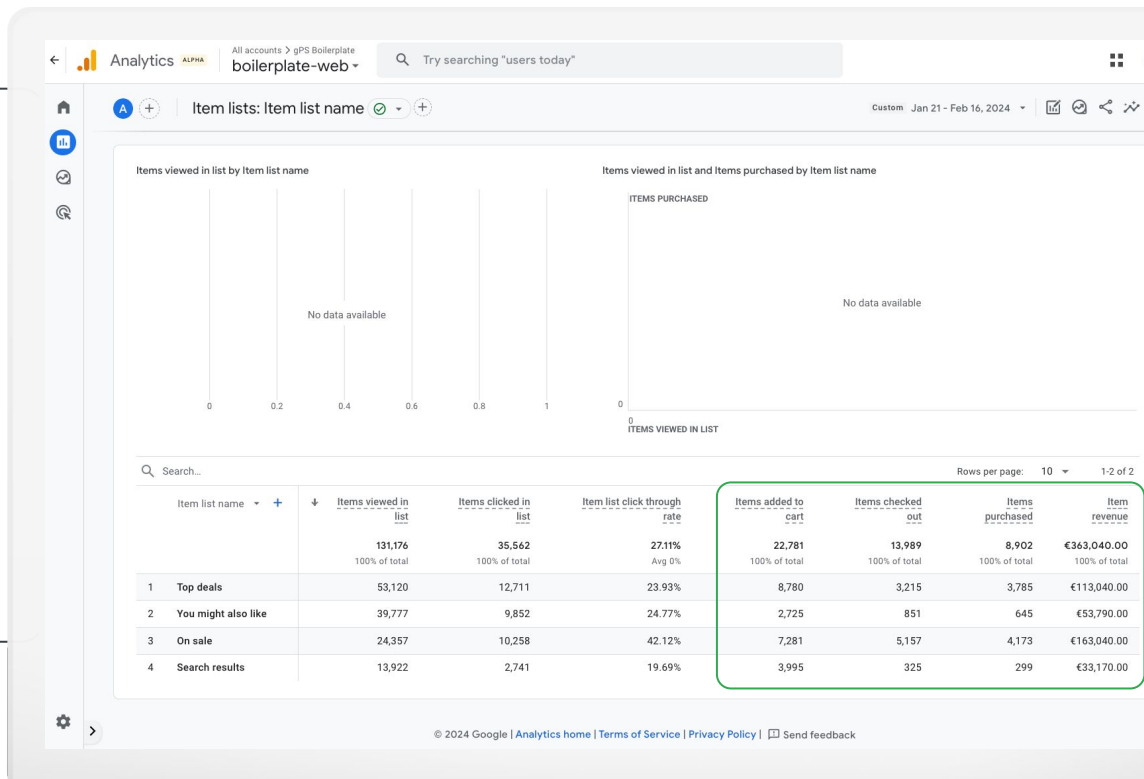 Analytics ALPHA
All accounts > gPS Boilerplate
boilerplate-web
Try searching "users today"
A
Item lists: Item list name
Custom Jan 21 - Feb 16, 2024
Items viewed in list by Item list name
No data available
0 0.2 0.4 0.6 0.8 1
Items viewed in list and Items purchased by Item list name
ITEMS PURCHASED
No data available
0
0
ITEMS VIEWED IN LIST
Search...
Rows per page: 10 1-2 of 2
Item list name + Items viewed in list Items clicked in list Item list click through rate Items added to cart Items checked out Items purchased Item revenue
131,176 35,562 27.11% 22,781 13,989 8,902 €363,040.00
100% of total 100% of total Avg 0% 100% of total 100% of total 100% of total 100% of total
1 Top deals 53,120 12,711 23.93% 8,780 3,215 3,785 €113,040.00
2 You might also like 39,777 9,852 24.77% 2,725 851 645 €53,790.00
3 On sale 24,357 10,258 42.12% 7,281 5,157 4,173 €163,040.00
4 Search results 13,922 2,741 19.69% 3,995 325 299 €33,170.00
© 2024 Google | Analytics home | Terms of Service | Privacy Policy | Send feedback